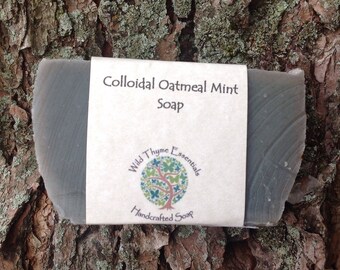 Colloidal Oatmeal Mint
Soap
Wild Thyme Essentials
Handcrafted Soap